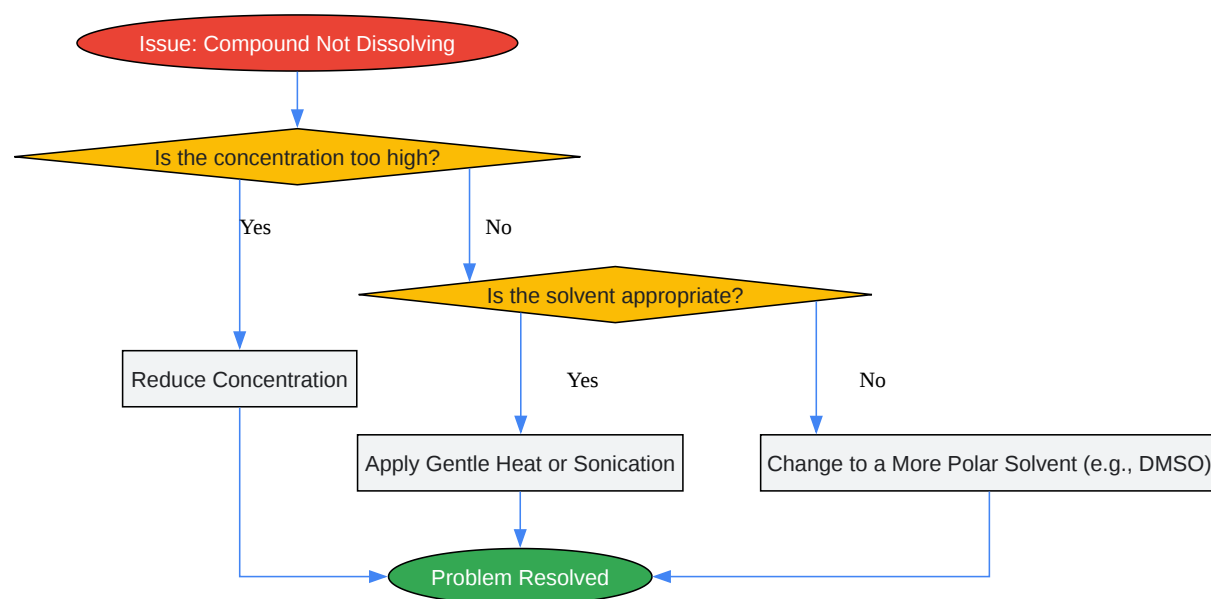 Issue: Compound Not Dissolving
Is the concentration too high?
Yes
No
Is the solvent appropriate?
Reduce Concentration
Yes
No
Apply Gentle Heat or Sonication
Change to a More Polar Solvent (e.g., DMSO)
Problem Resolved